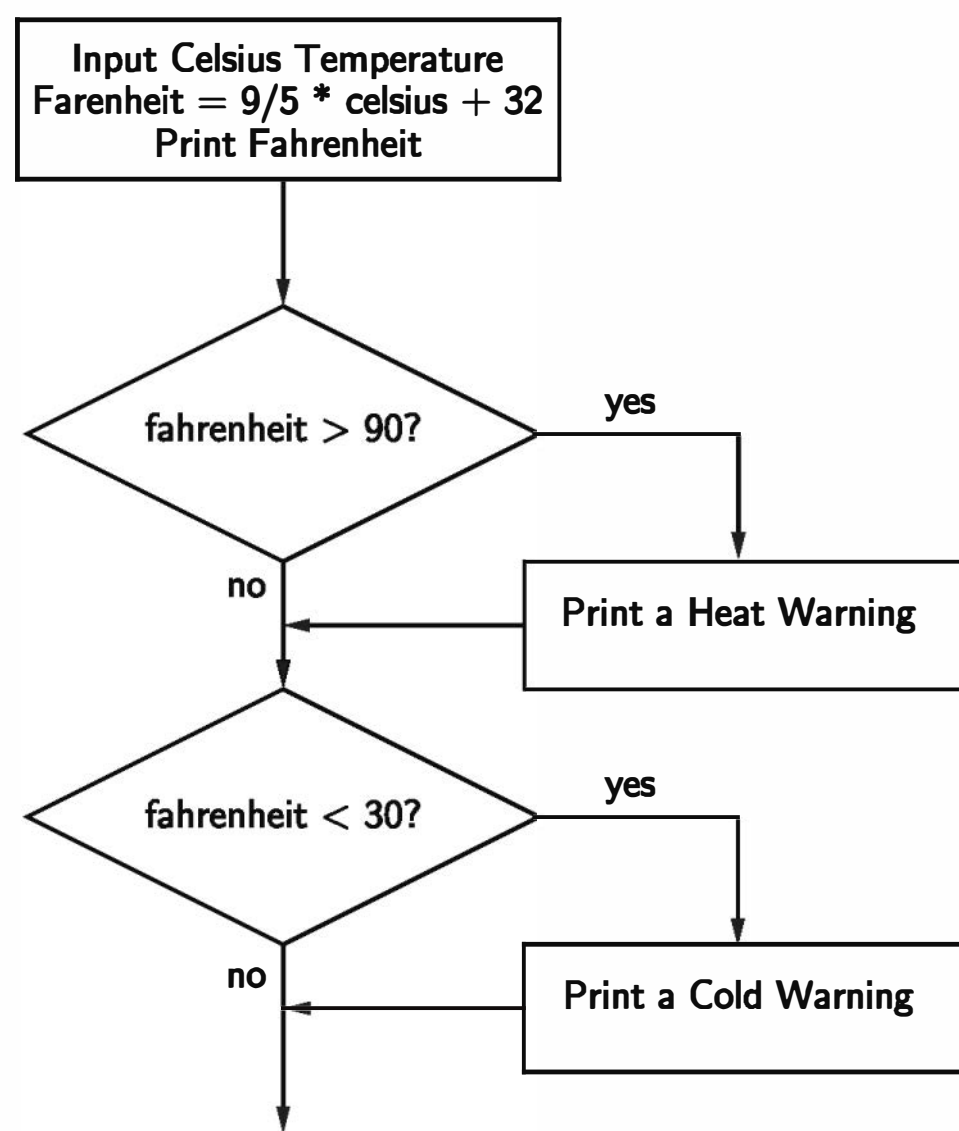 Input Celsius Temperature
Farenheit = 9/5 * celsius + 32
Print Fahrenheit
fahrenheit > 90?
yes
no
Print a Heat Warning
fahrenheit < 30?
yes
no
Print a Cold Warning